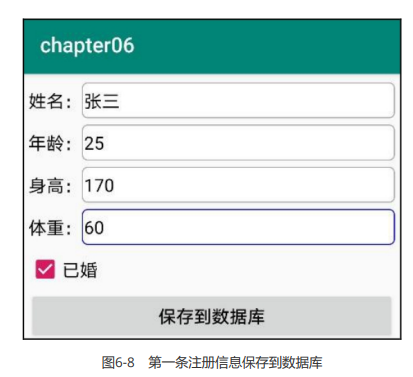 chapter06
姓名： 张三
年龄： 25
身高： 170
体重： 60
已婚
保存到数据库
图6-8 第一条注册信息保存到数据库